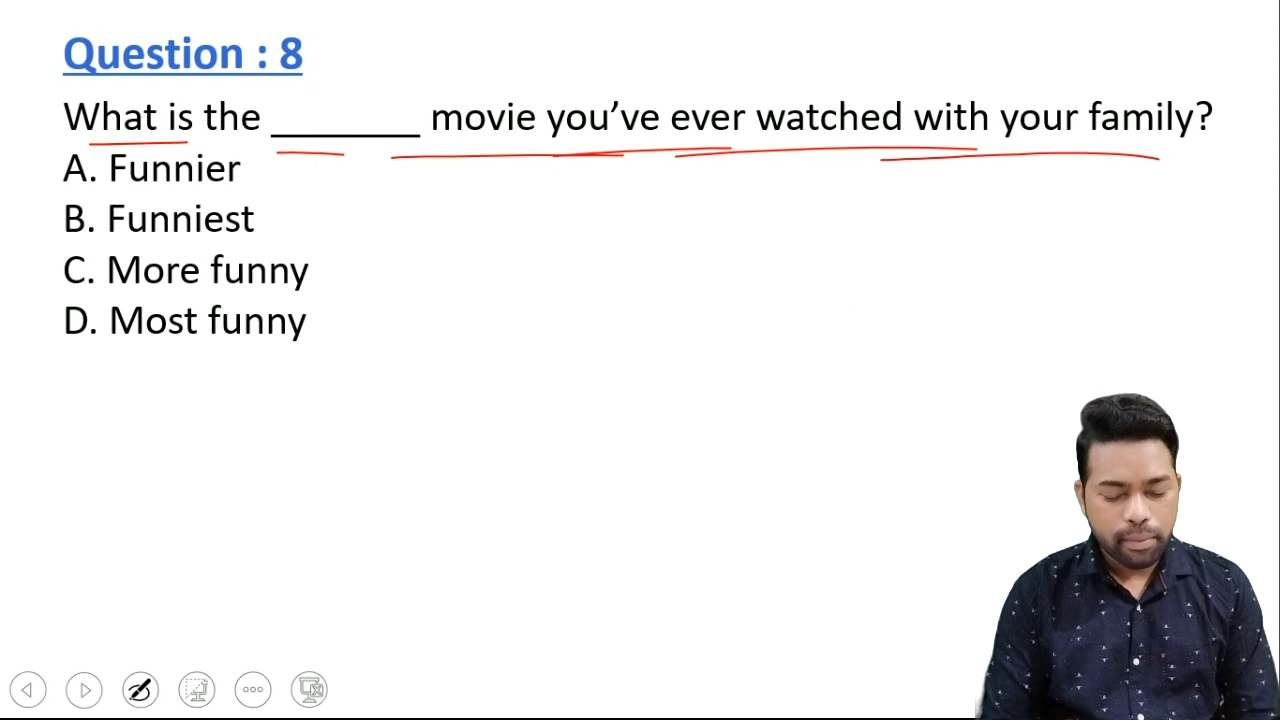 Question : 8
What is the _______ movie you’ve ever watched with your family?
A. Funnier
B. Funniest
C. More funny
D. Most funny